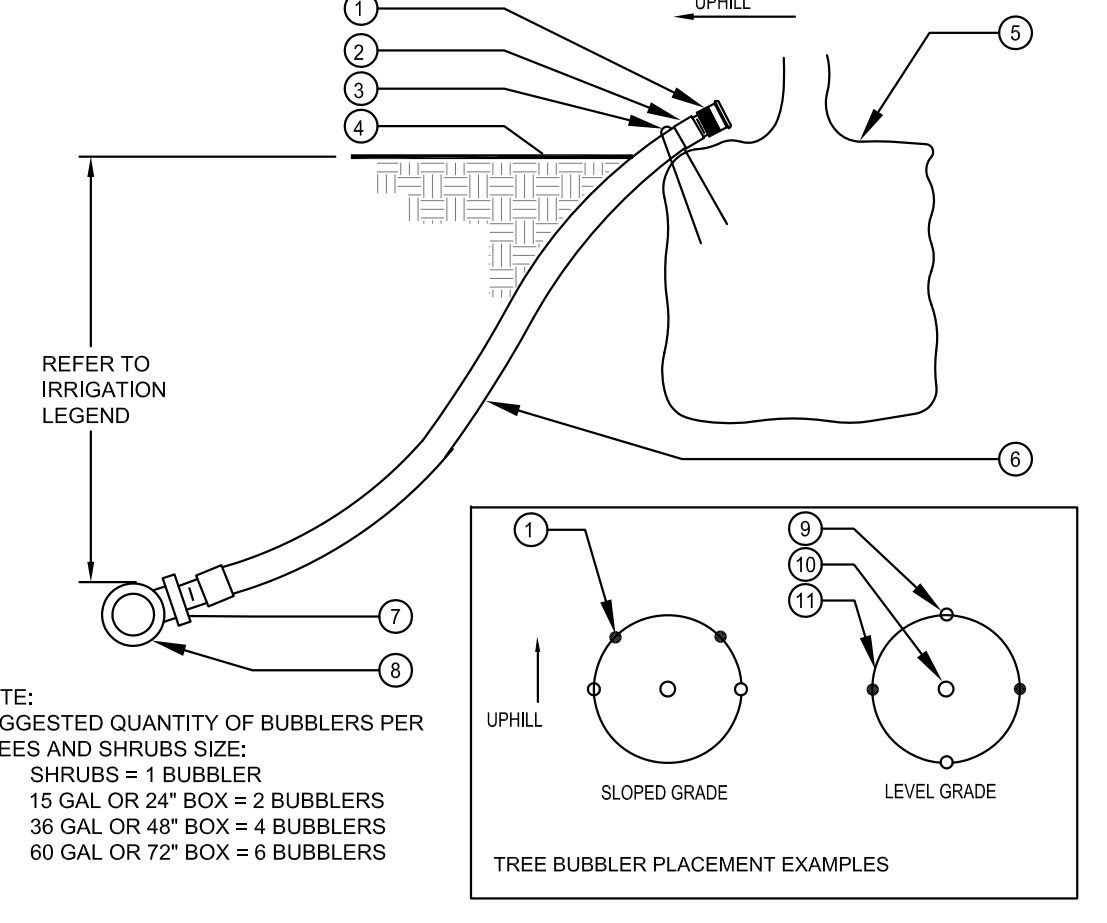 UPHILL
1
2
3
4
5
REFER TO
IRRIGATION
LEGEND
6
7
8
TE:
GGESTED QUANTITY OF BUBBLERS PER
EES AND SHRUBS SIZE:
SHRUBS = 1 BUBBLER
15 GAL OR 24" BOX = 2 BUBBLERS
36 GAL OR 48" BOX = 4 BUBBLERS
60 GAL OR 72" BOX = 6 BUBBLERS
1
9
10
11
UPHILL
SLOPED GRADE
LEVEL GRADE
TREE BUBBLER PLACEMENT EXAMPLES